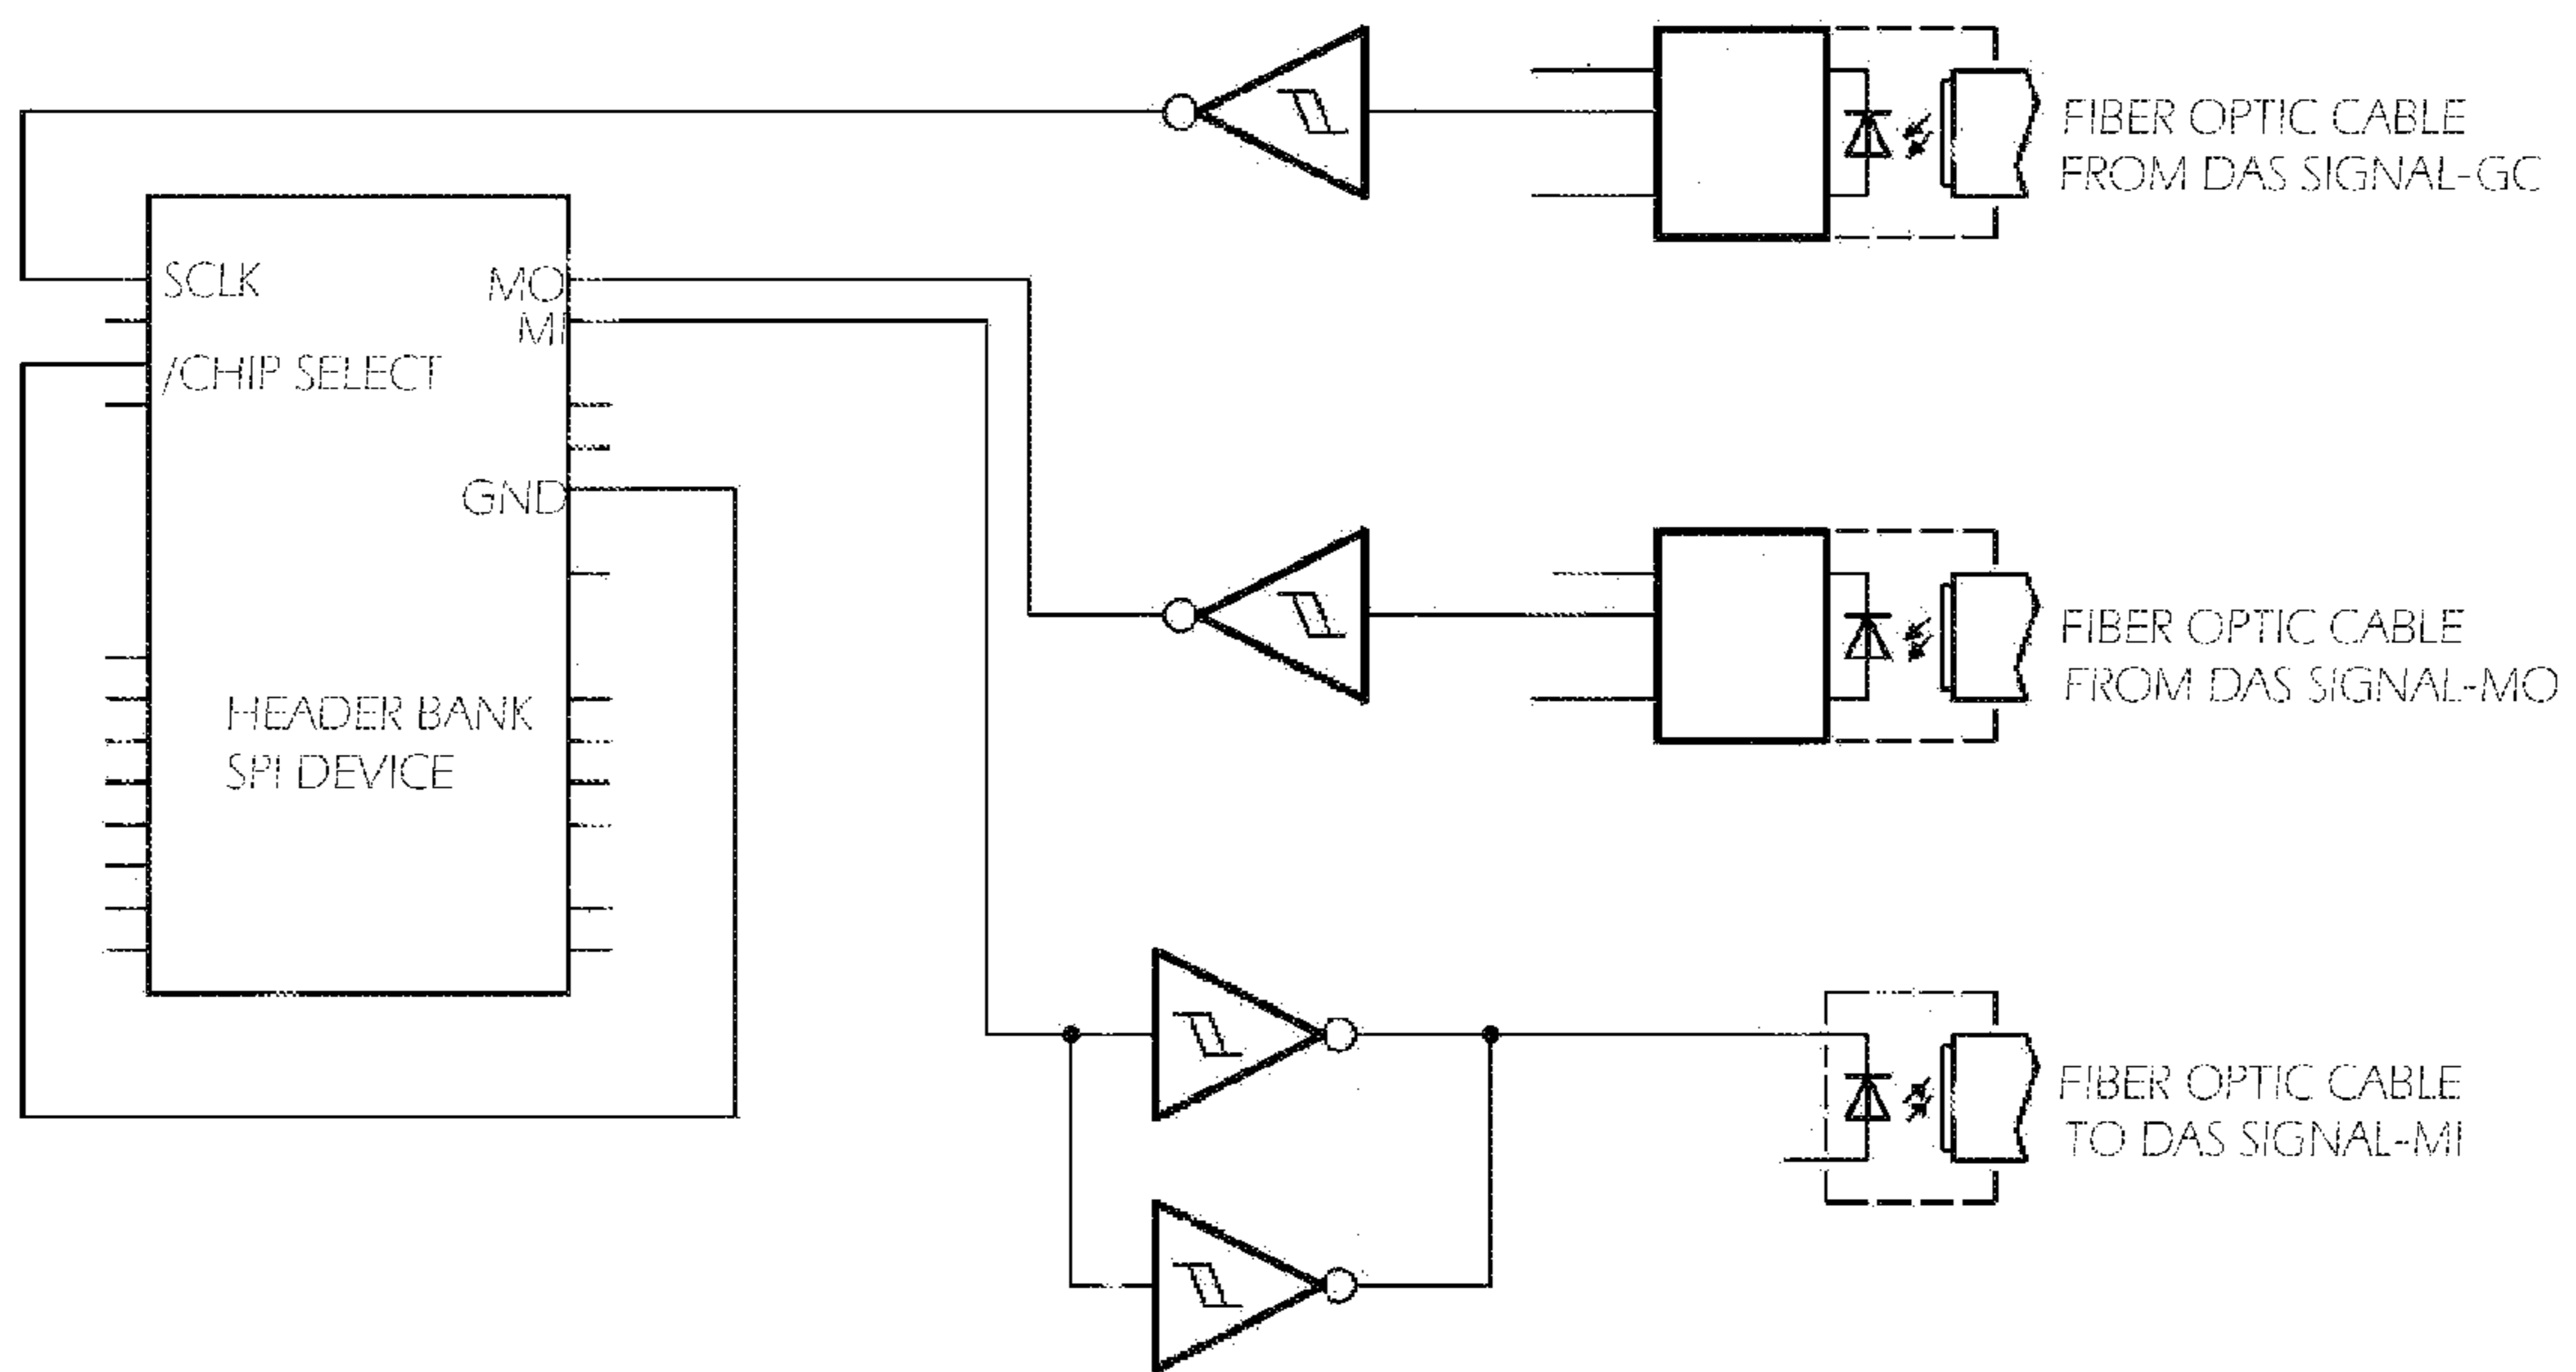 FIBER OPTIC CABLE
FROM DAS SIGNAL-GC
SCLK
MO
MI
/CHIP SELECT
GND
HEADER BANK
SPI DEVICE
FIBER OPTIC CABLE
FROM DAS SIGNAL-MO
FIBER OPTIC CABLE
TO DAS SIGNAL-MI